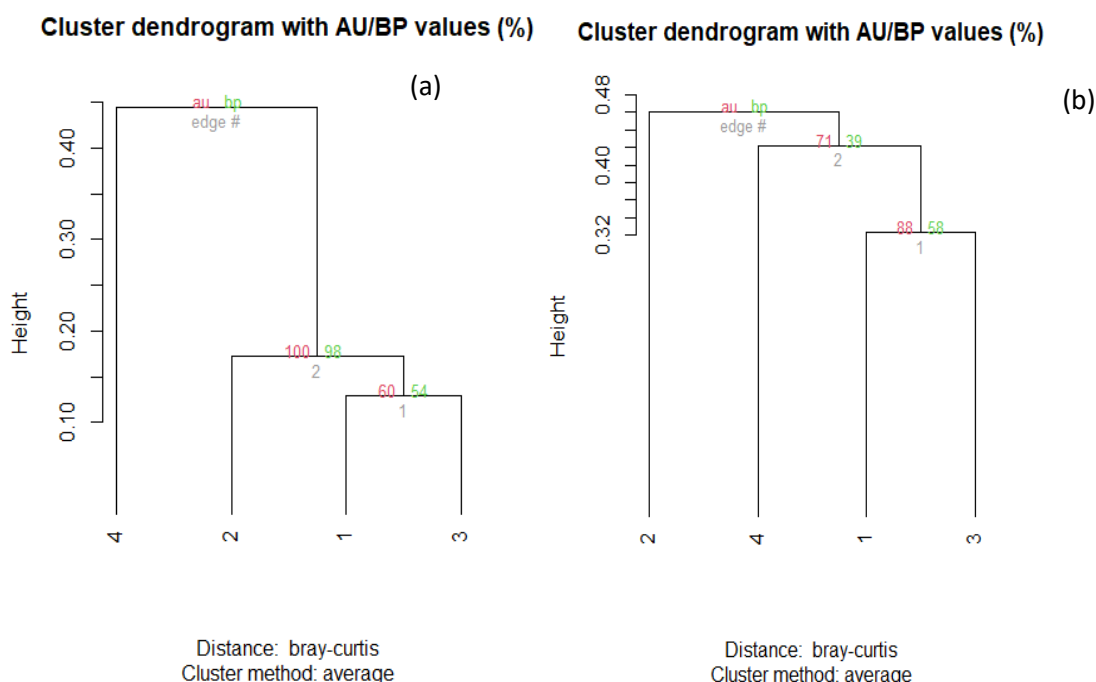 Cluster dendrogram with AU/BP values (%)
(a)
au bp
edge #
0.40
0.30
0.20
0.10
Height
100 98
2
60 54
1
4 2 1 3
Distance: bray-curtis
Cluster method: average
Cluster dendrogram with AU/BP values (%)
(b)
au bp
edge #
0.48
0.40
0.32
Height
71 39
2
88 58
1
2 4 1 3
Distance: bray-curtis
Cluster method: average